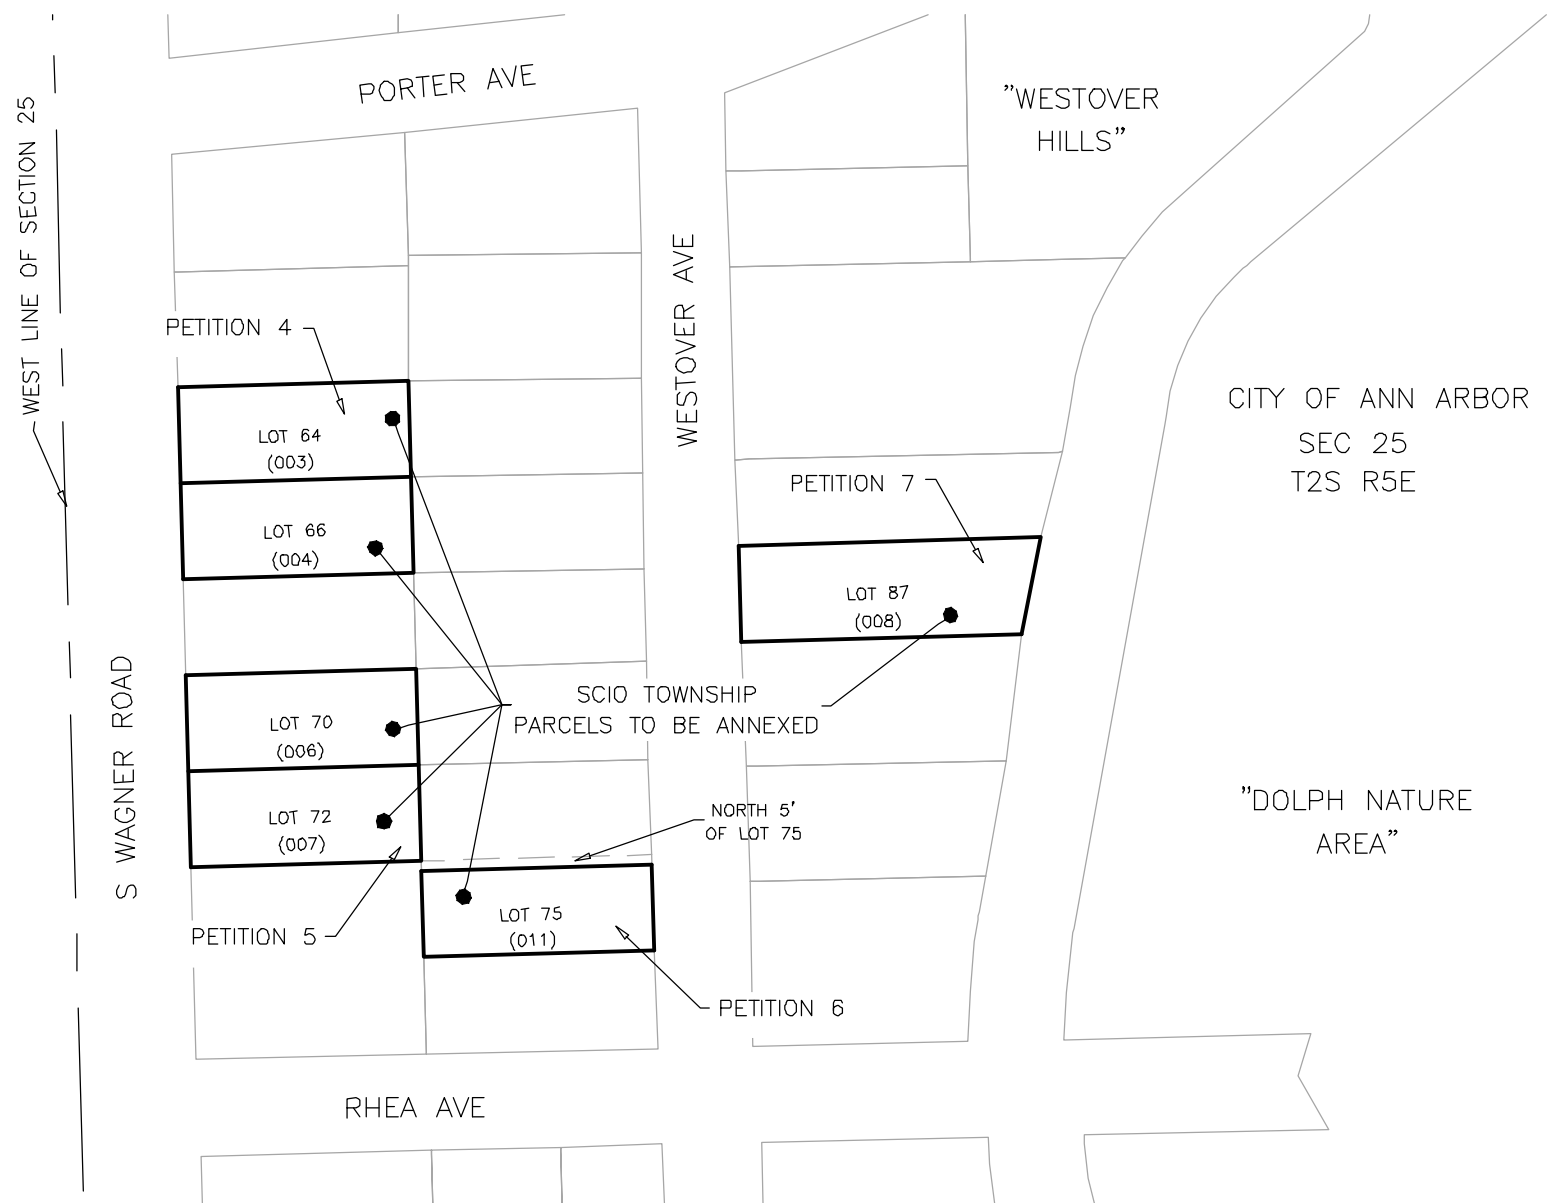 PORTER AVE
"WESTOVER
HILLS"
WEST LINE OF SECTION 25
WESTOVER AVE
PETITION 4
CITY OF ANN ARBOR
SEC 25
T2S R5E
LOT 64
(003)
PETITION 7
LOT 66
(004)
LOT 87
(008)
S WAGNER ROAD
SCIO TOWNSHIP
PARCELS TO BE ANNEXED
LOT 70
(006)
"DOLPH NATURE
AREA"
LOT 72
(007)
NORTH 5'
OF LOT 75
LOT 75
(011)
PETITION 5
PETITION 6
RHEA AVE